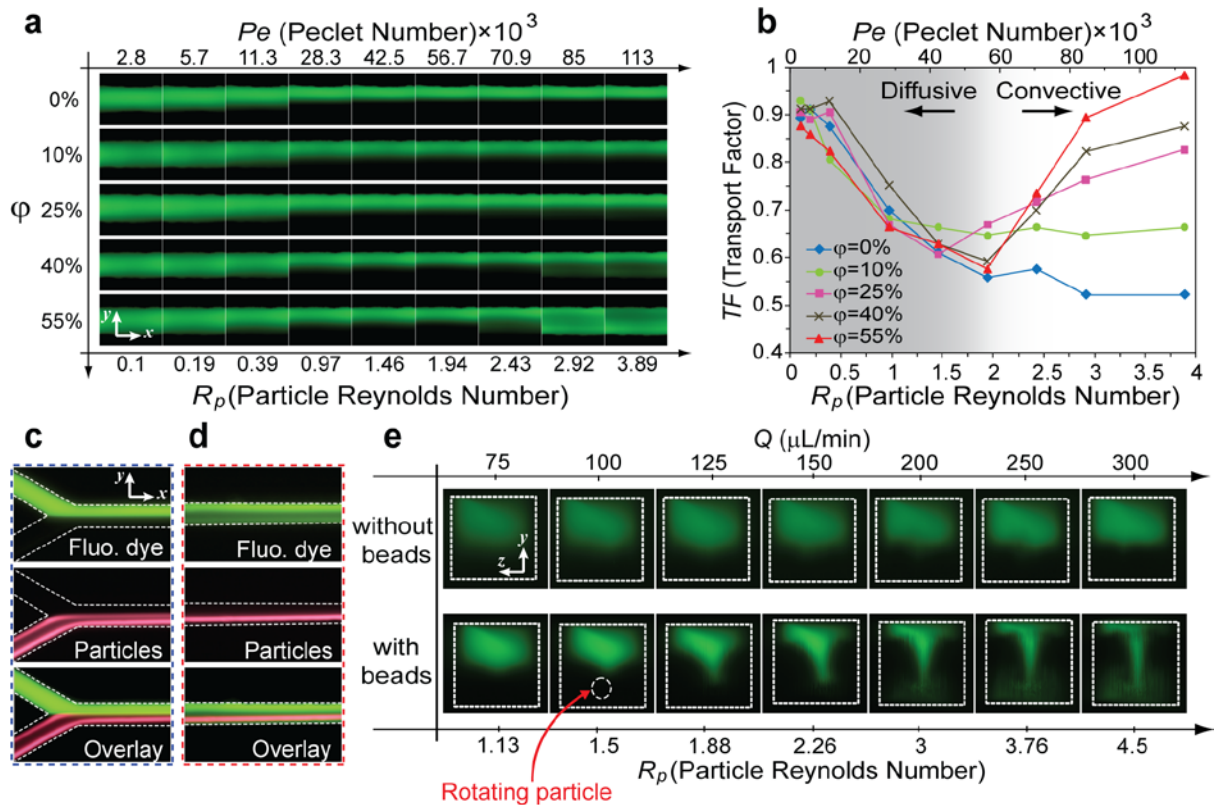 a
Pe (Peclet Number)×10³
2.8 5.7 11.3 28.3 42.5 56.7 70.9 85 113
0%
10%
φ 25%
40%
55%
y
x
0.1 0.19 0.39 0.97 1.46 1.94 2.43 2.92 3.89
Rₚ(Particle Reynolds Number)
b
Pe (Peclet Number)×10³
0 20 40 60 80 100
TF (Transport Factor)
1
0.9
0.8
0.7
0.6
0.5
0.4
Diffusive Convective
φ=0%
φ=10%
φ=25%
φ=40%
φ=55%
0 0.5 1 1.5 2 2.5 3 3.5 4
Rₚ(Particle Reynolds Number)
c
y
x
Fluo. dye
Particles
Overlay
d
Fluo. dye
Particles
Overlay
e
Q (μL/min)
75 100 125 150 200 250 300
without
beads
y
z
with
beads
1.13 1.5 1.88 2.26 3 3.76 4.5
Rotating particle
Rₚ(Particle Reynolds Number)